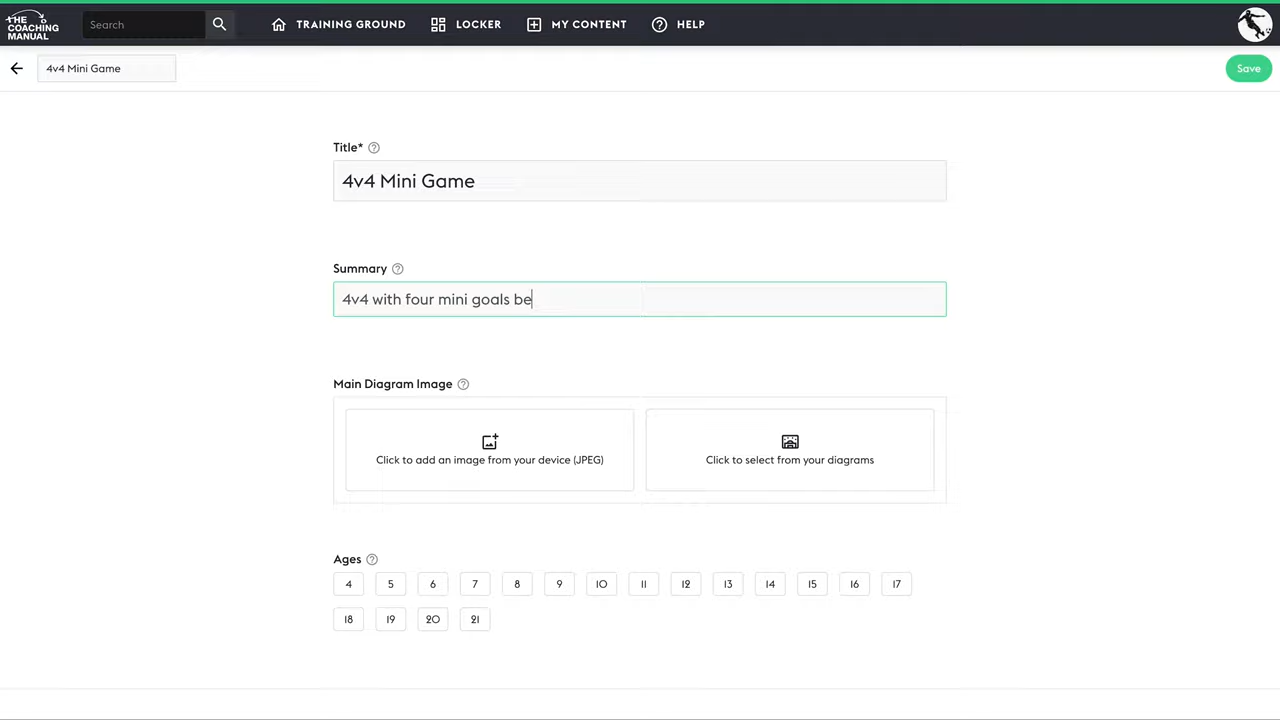 THE COACHING MANUAL
Search
TRAINING GROUND
LOCKER
MY CONTENT
HELP
4v4 Mini Game
Save
Title*
4v4 Mini Game
Summary
4v4 with four mini goals be
Main Diagram Image
Click to add an image from your device (JPEG)
Click to select from your diagrams
Ages
4 5 6 7 8 9 10 11 12 13 14 15 16 17
18 19 20 21